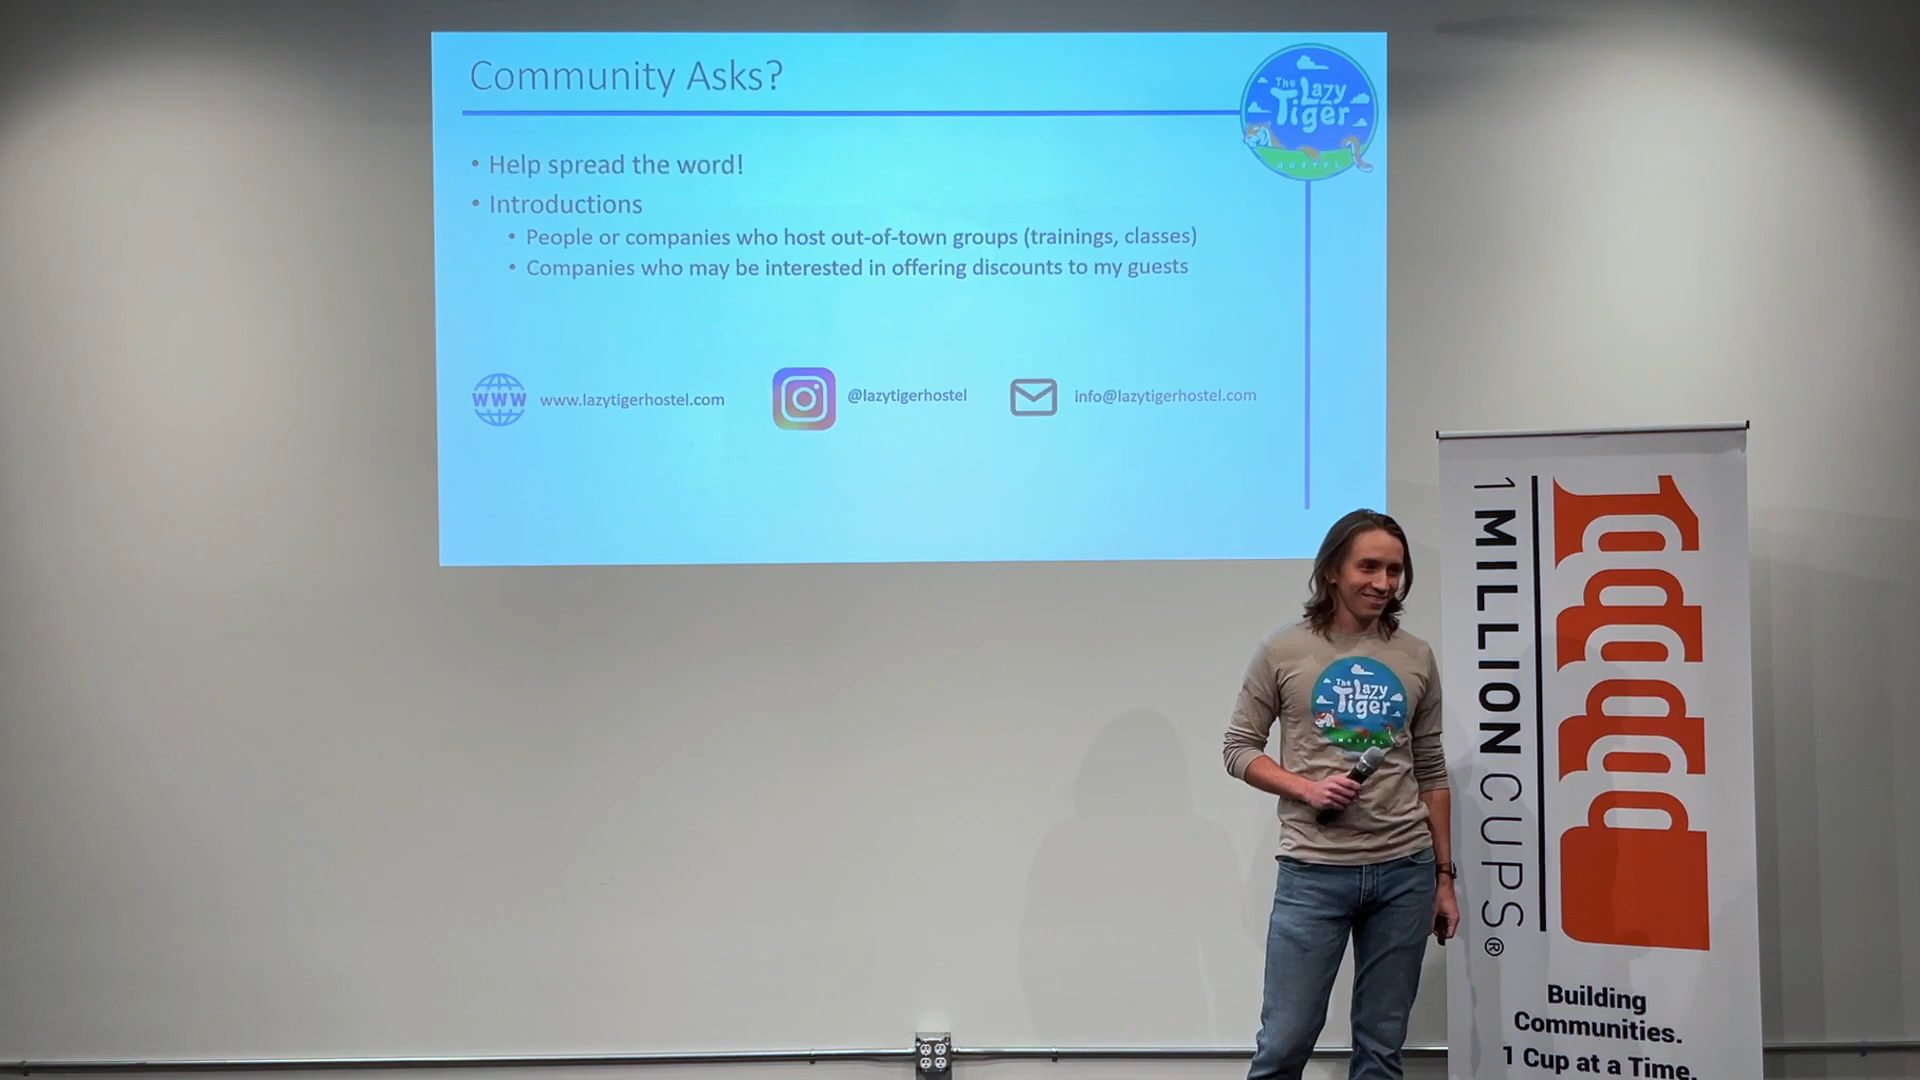 Community Asks?
The Lazy Tiger
HOSTEL
• Help spread the word!
• Introductions
• People or companies who host out-of-town groups (trainings, classes)
• Companies who may be interested in offering discounts to my guests
www
www.lazytigerhostel.com
@lazytigerhostel
info@lazytigerhostel.com
The Lazy Tiger
HOSTEL
1 MILLION CUPS®
Building
Communities.
1 Cup at a Time.